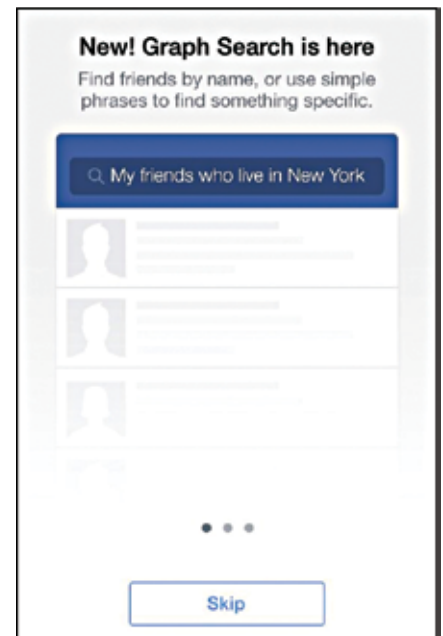 New! Graph Search is here
Find friends by name, or use simple
phrases to find something specific.
My friends who live in New York
Skip